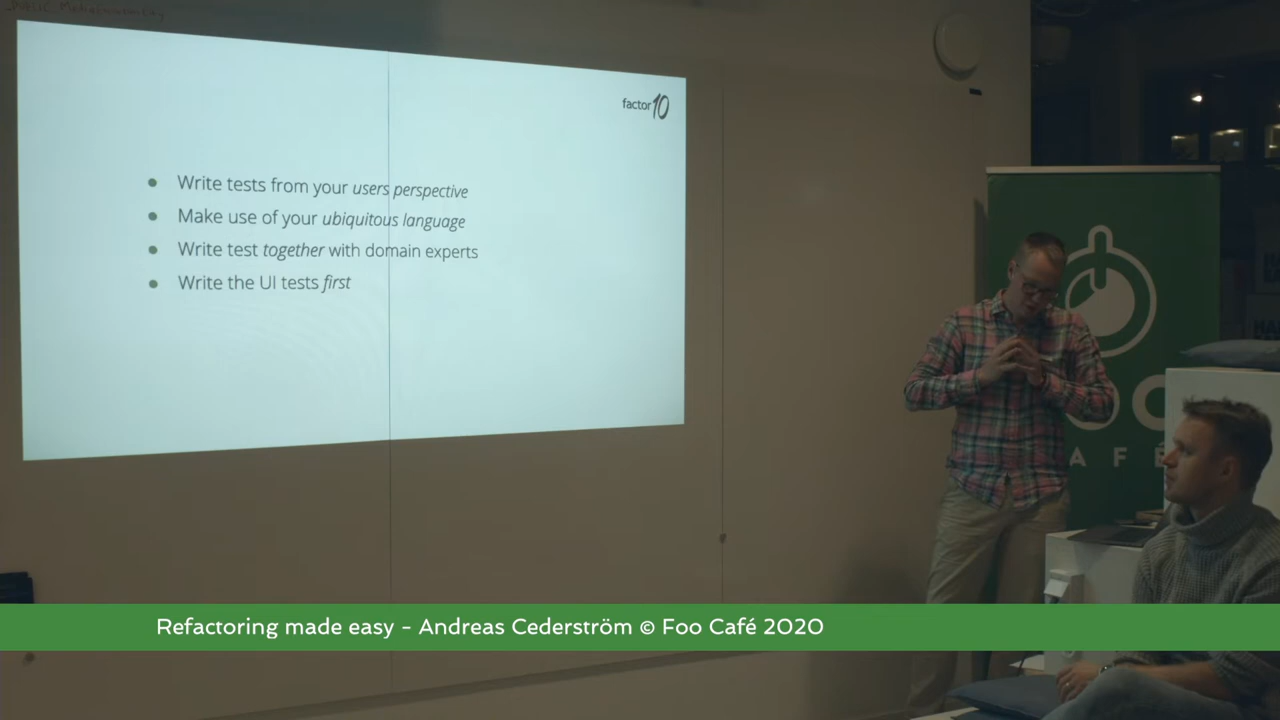 factor10
Write tests from your users perspective
Make use of your ubiquitous language
Write test together with domain experts
Write the UI tests first
AFÉ
Refactoring made easy - Andreas Cederström © Foo Café 2020